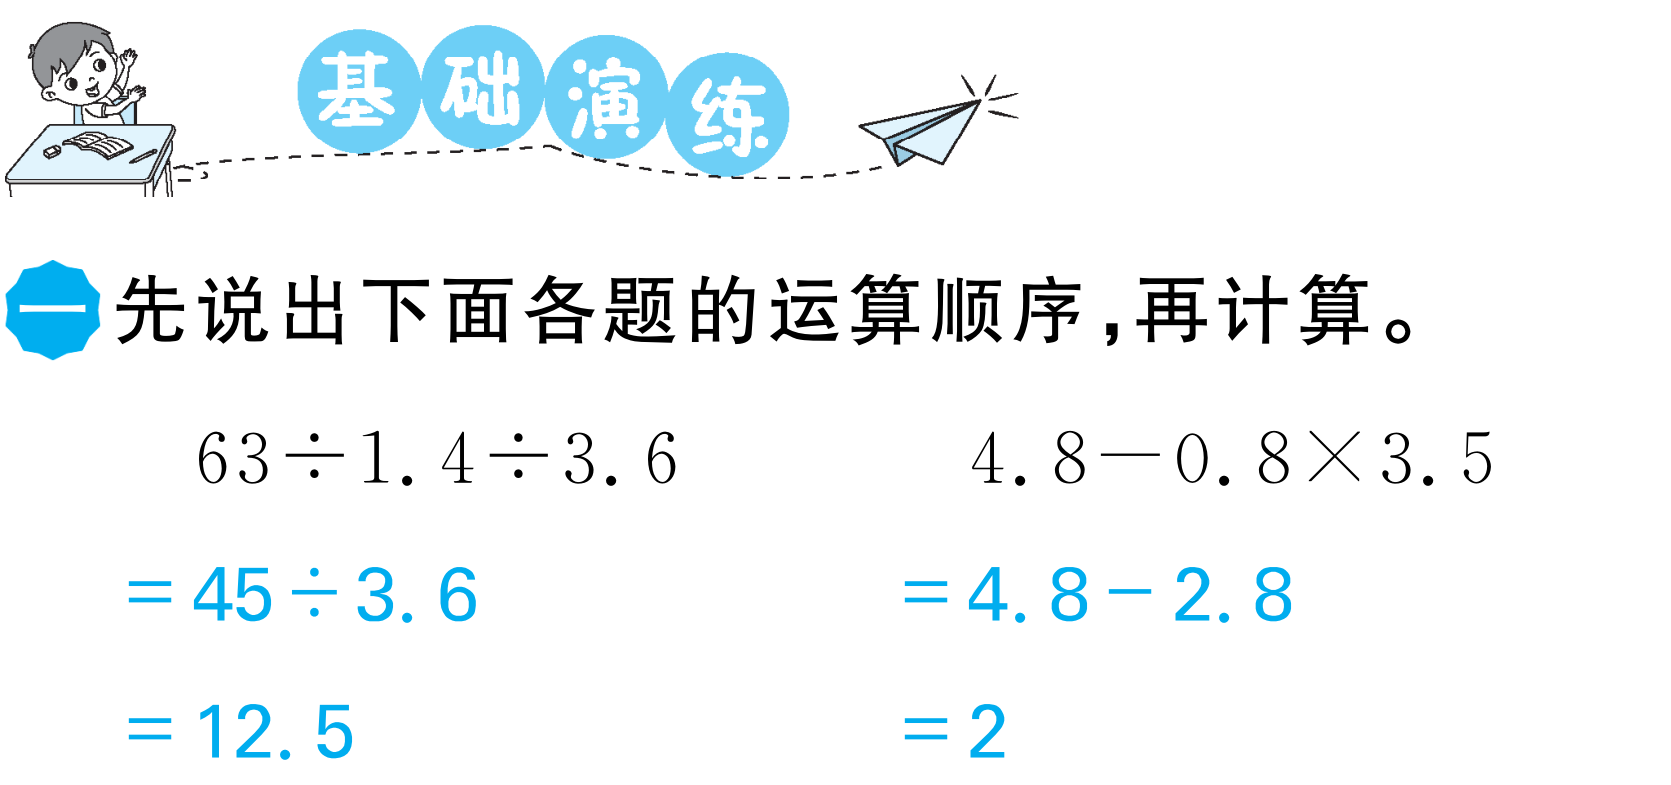 基础演练
一 先说出下面各题的运算顺序,再计算。
63÷1.4÷3.6 4.8－0.8×3.5
=45÷3.6 =4.8－2.8
=12.5 =2